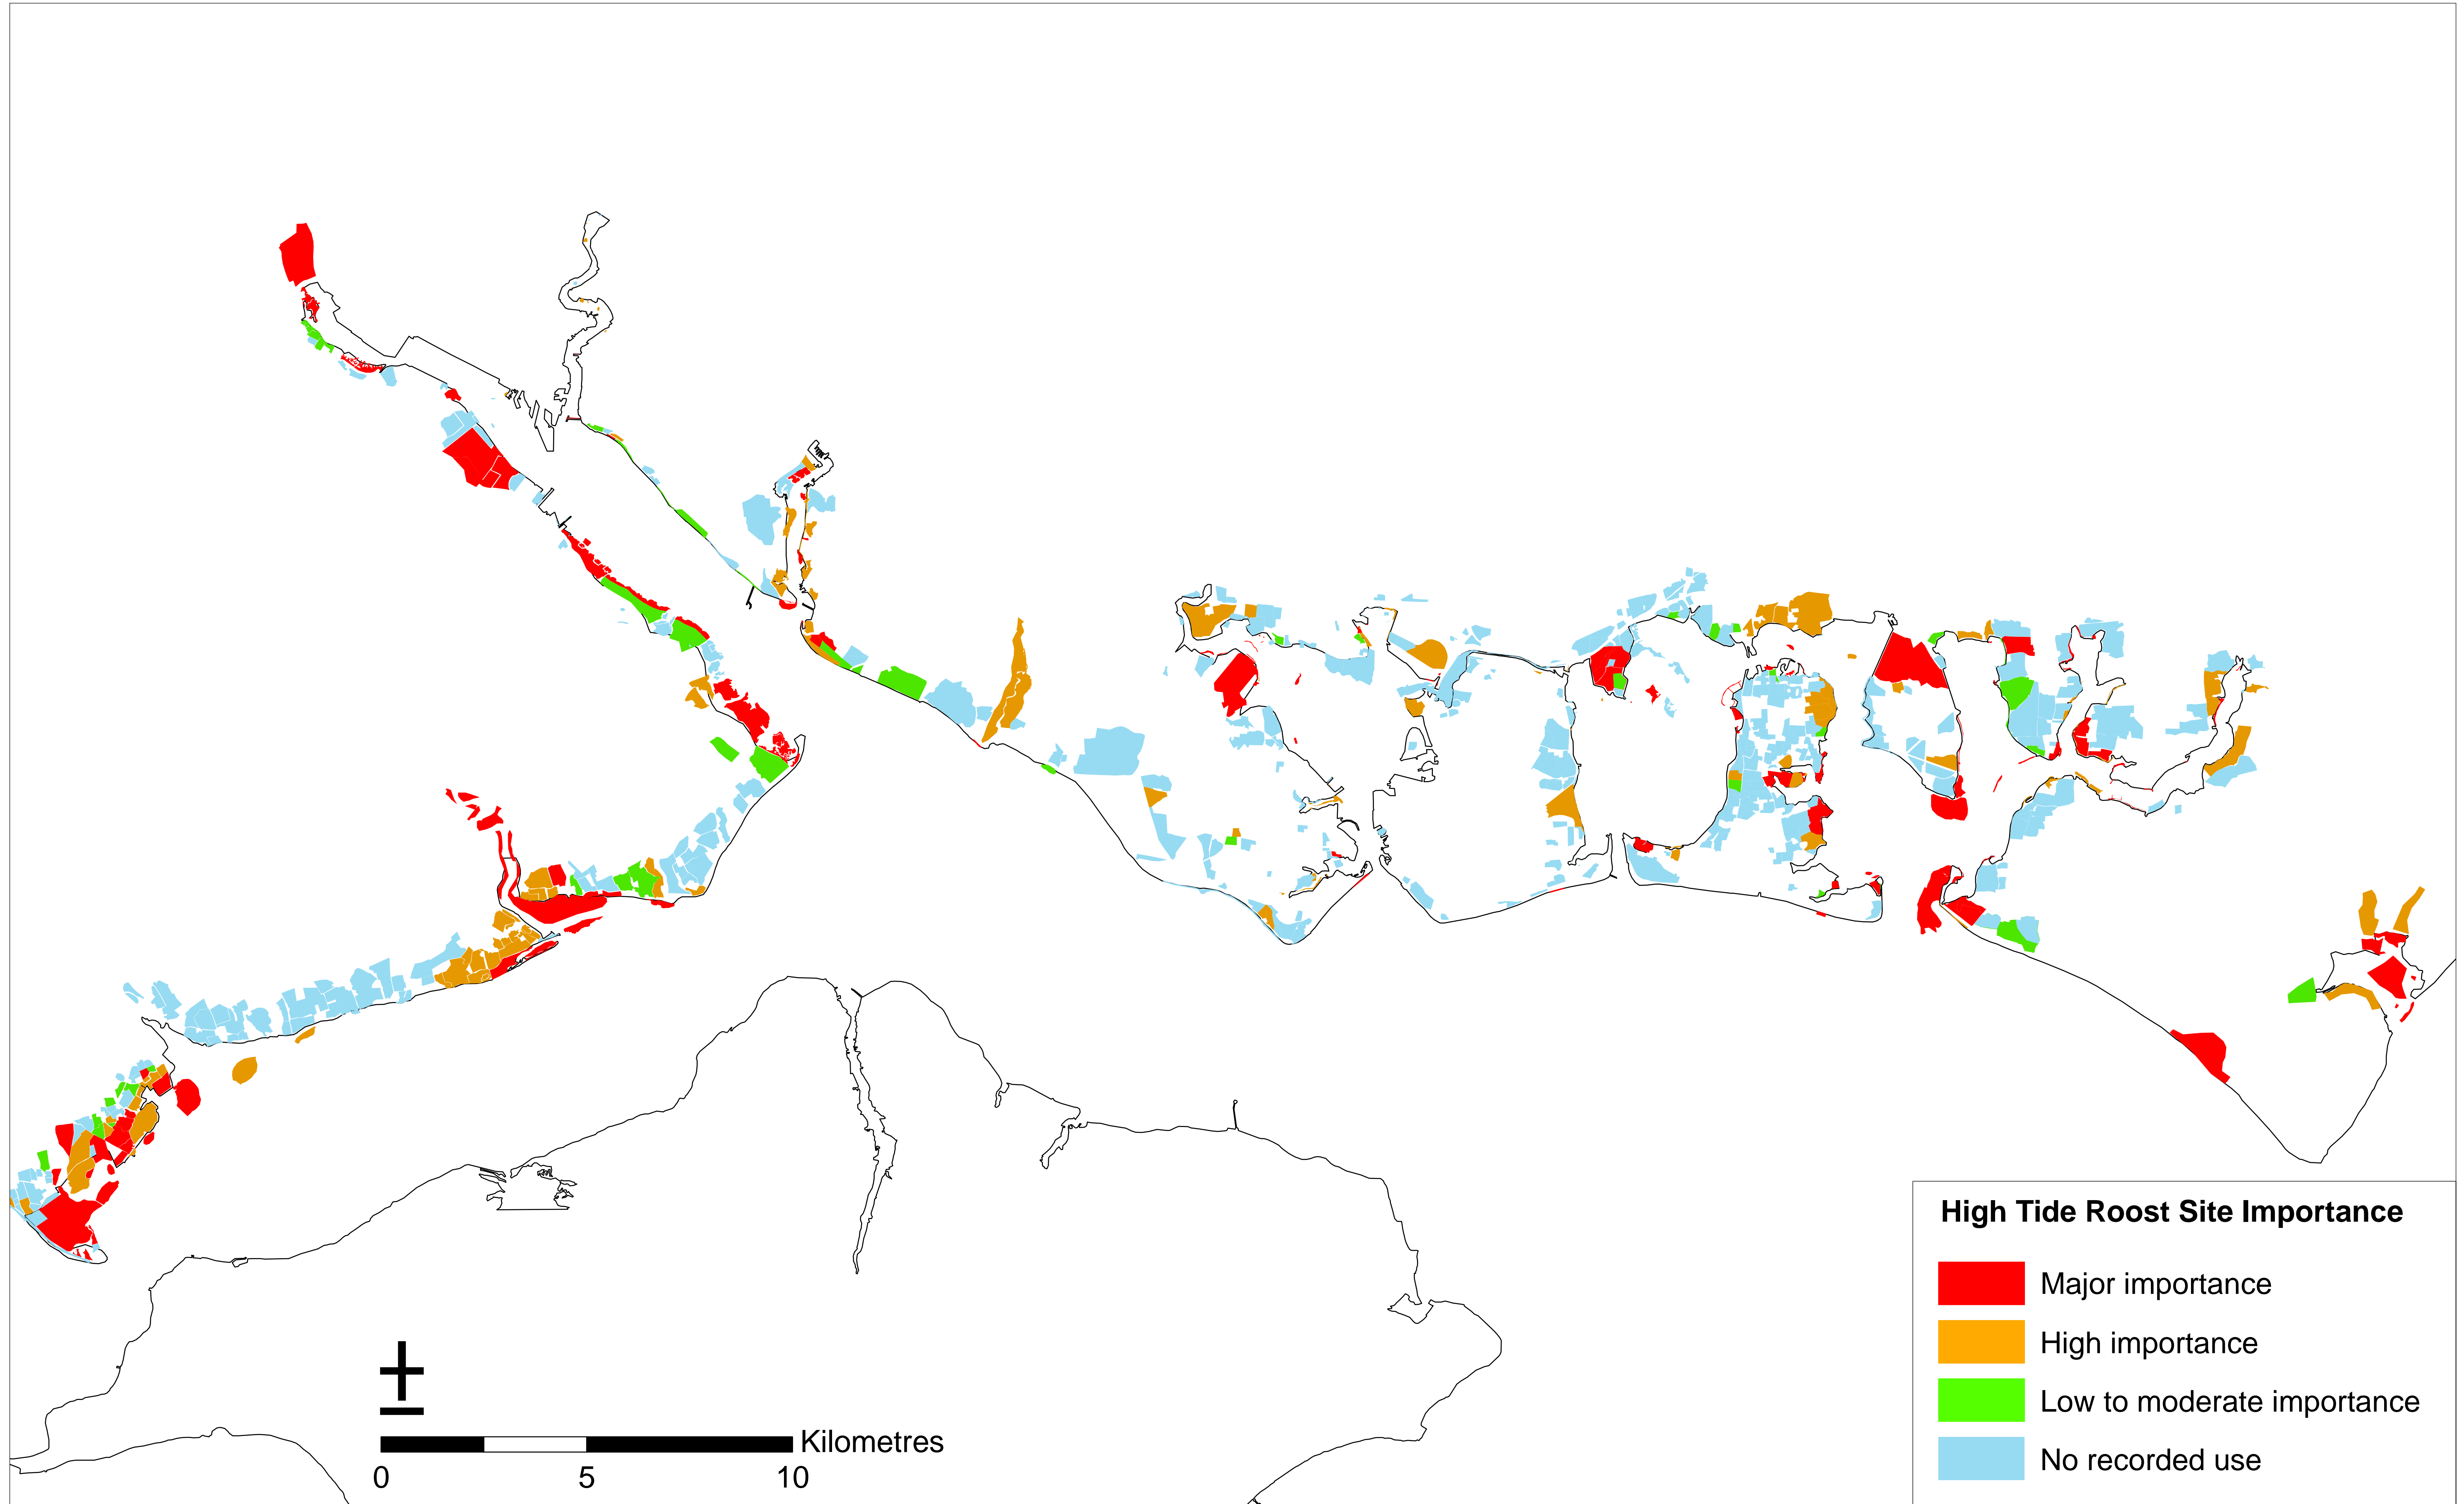 High Tide Roost Site Importance
Major importance
High importance
Low to moderate importance
No recorded use
Kilometres
0 5 10